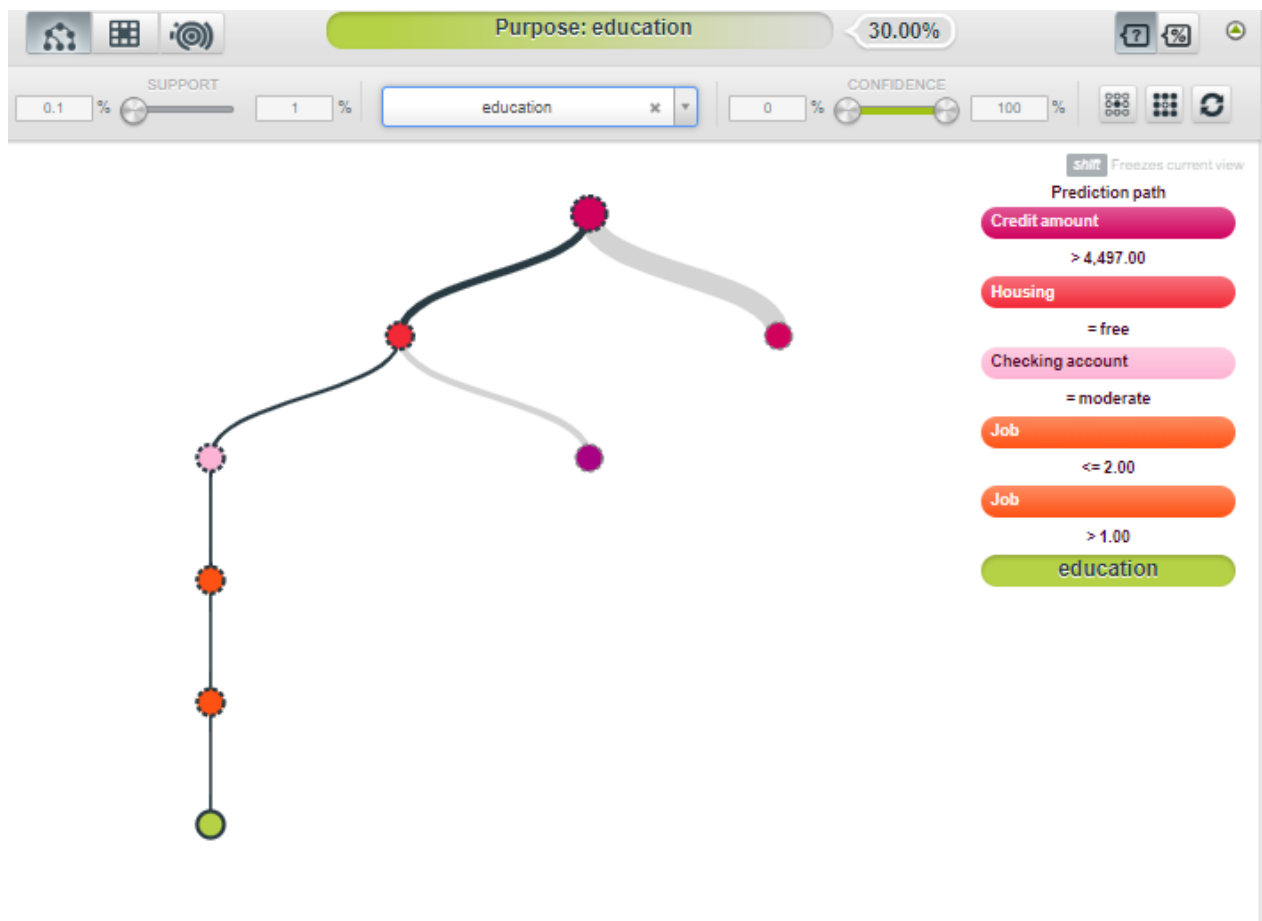 Purpose: education
30.00%
SUPPORT
0.1 %
1 %
education
CONFIDENCE
0 %
100 %
shift Freezes current view
Prediction path
Credit amount
> 4,497.00
Housing
= free
Checking account
= moderate
Job
<= 2.00
Job
> 1.00
education